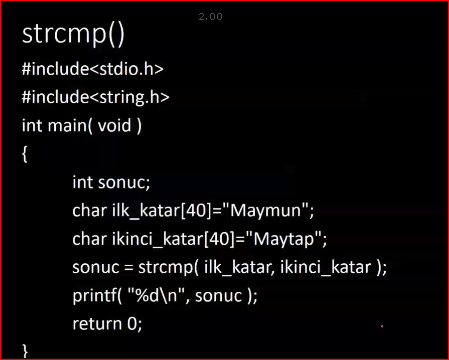 2.00
strcmp()
#include<stdio.h>
#include<string.h>
int main( void )
{
int sonuc;
char ilk_katar[40]="Maymun";
char ikinci_katar[40]="Maytap";
sonuc = strcmp( ilk_katar, ikinci_katar );
printf( "%d\n", sonuc );
return 0;
}